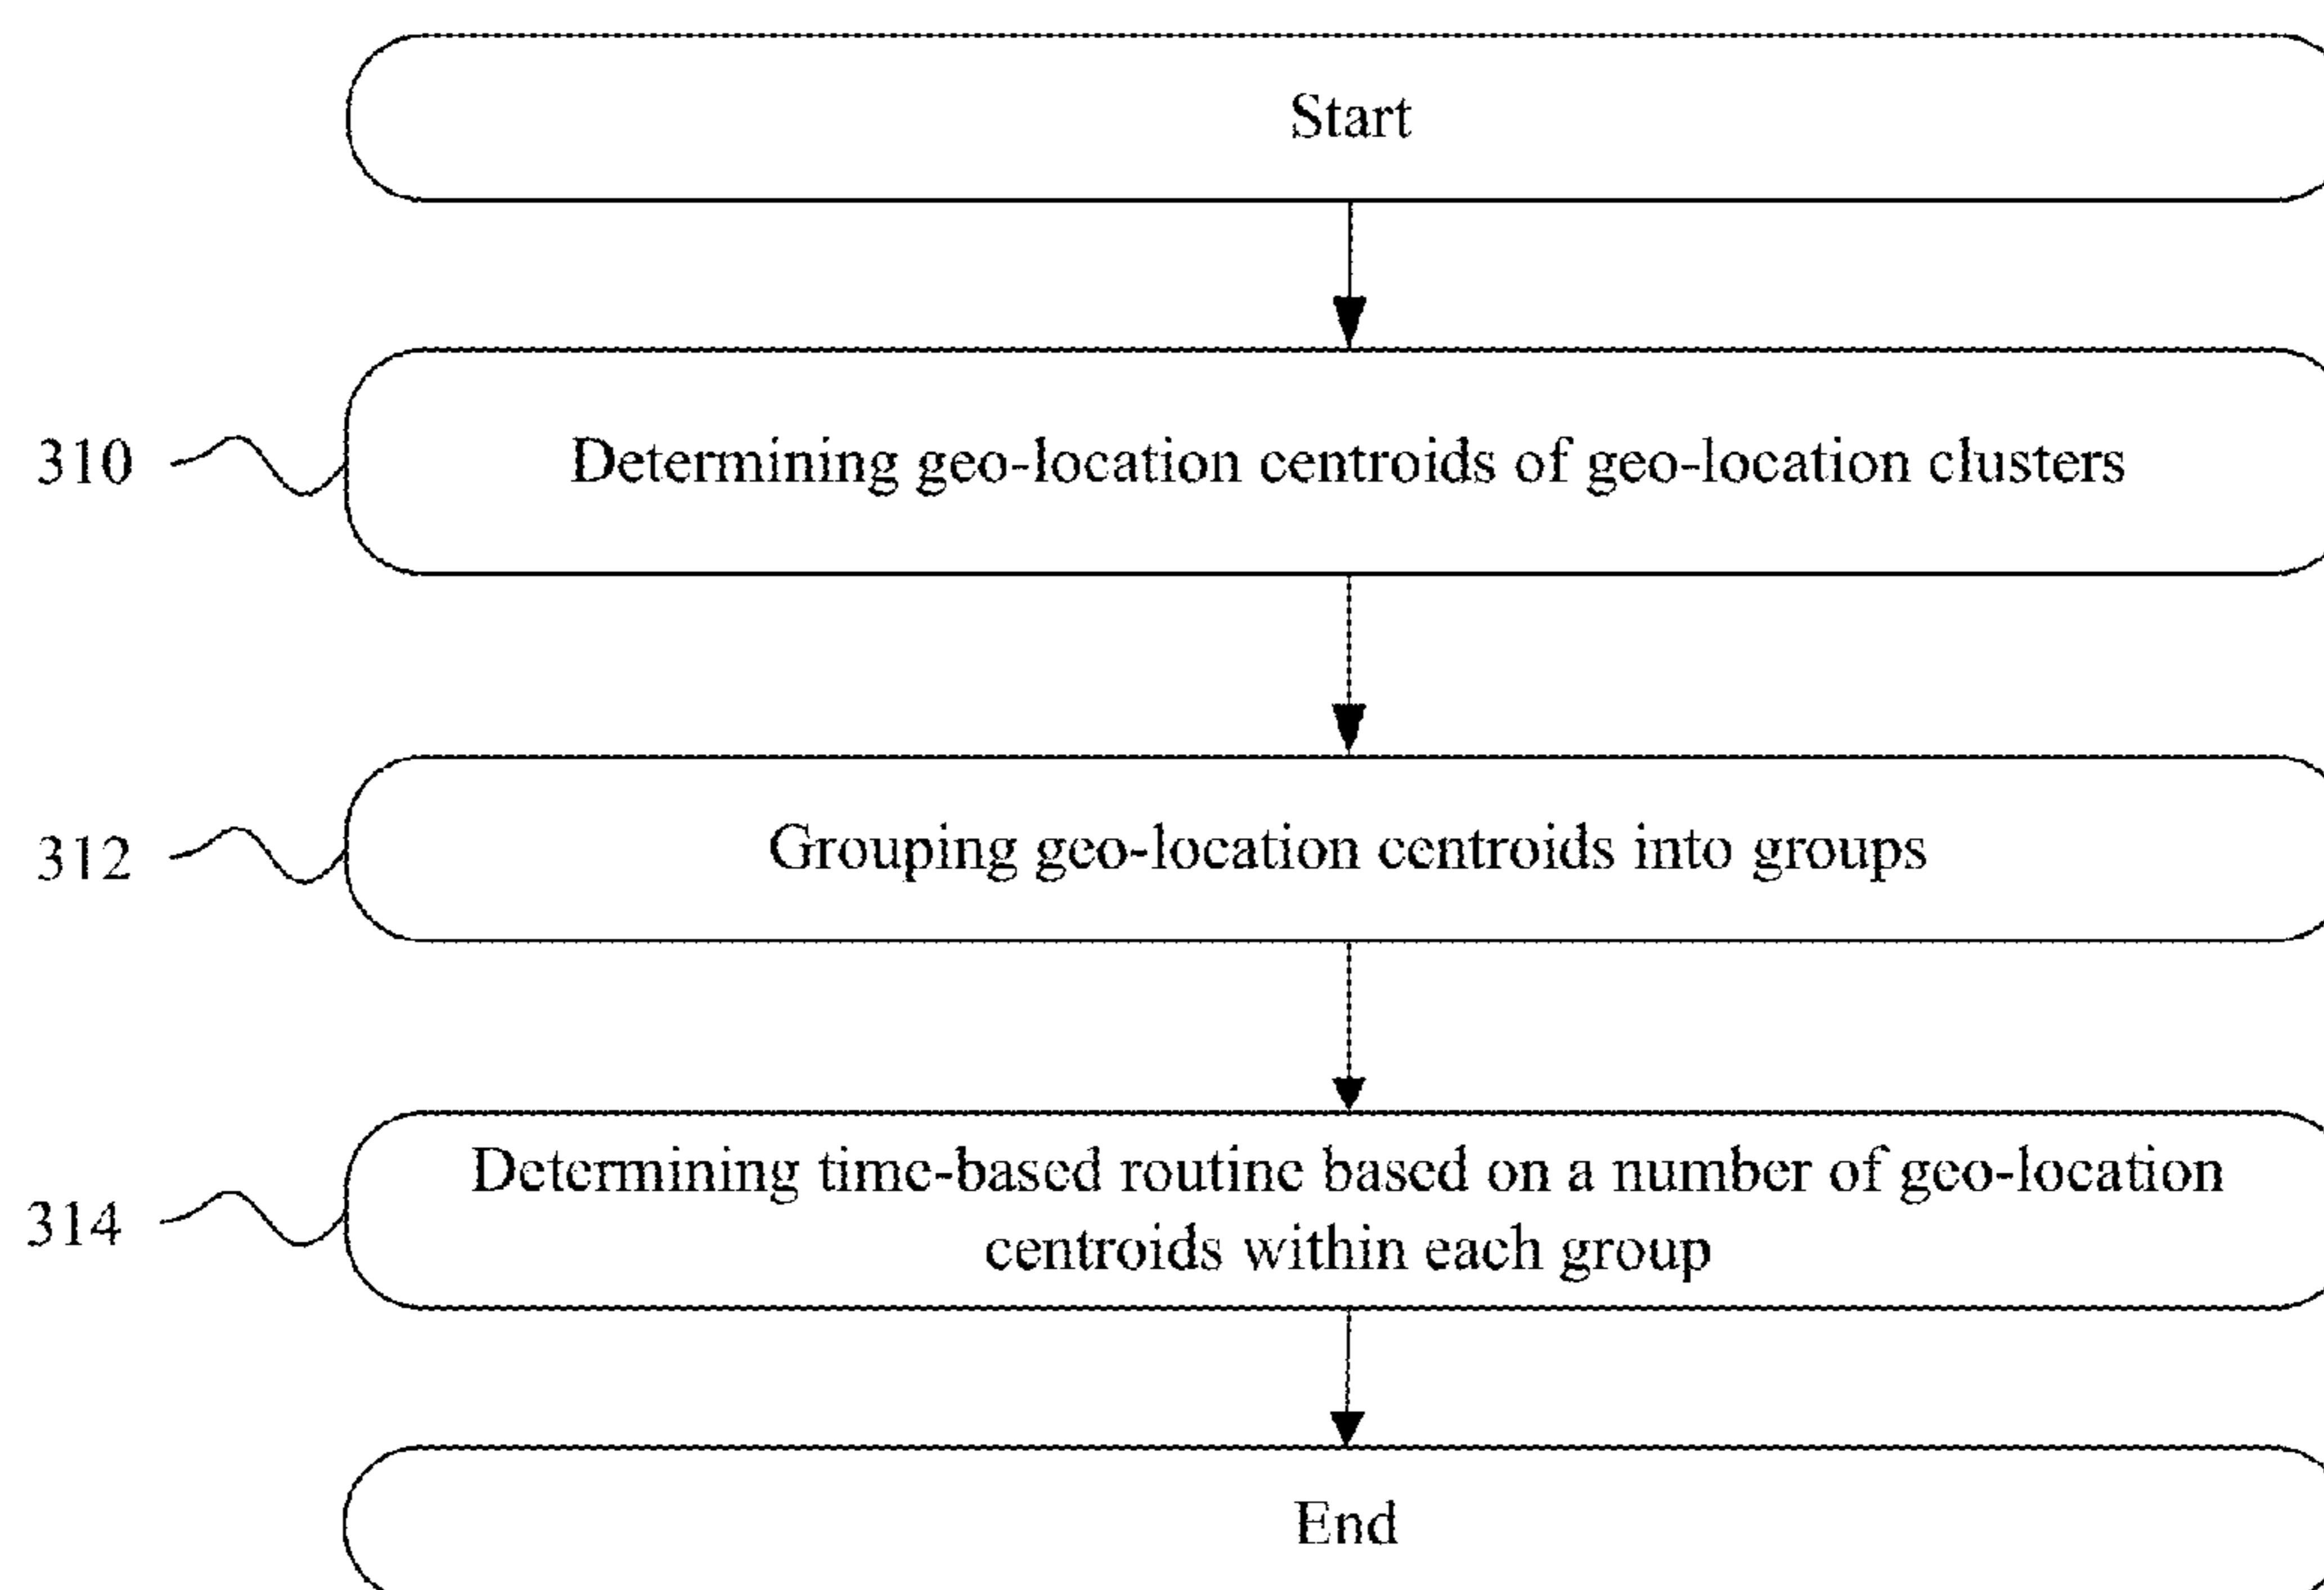 Start
310
Determining geo-location centroids of geo-location clusters
312
Grouping geo-location centroids into groups
314
Determining time-based routine based on a number of geo-location
centroids within each group
End